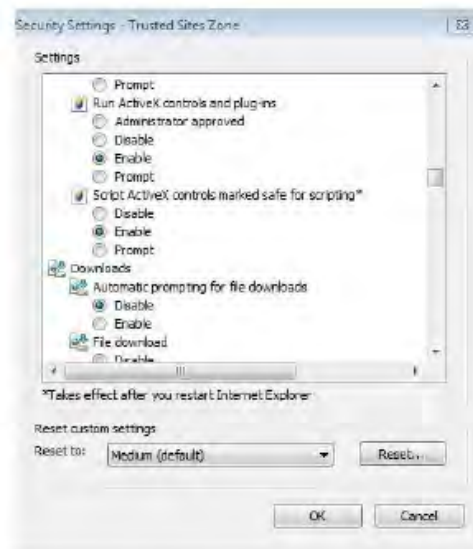 Security Settings - Trusted Sites Zone
Settings
Prompt
Run ActiveX controls and plug-ins
Administrator approved
Disable
Enable
Prompt
Script ActiveX controls marked safe for scripting*
Disable
Enable
Prompt
Downloads
Automatic prompting for file downloads
Disable
Enable
File download
Disable
*Takes effect after you restart Internet Explorer
Reset custom settings
Reset to: Medium (default) Reset...
OK Cancel